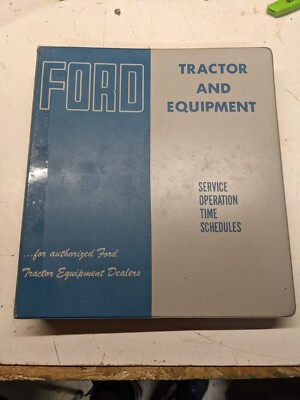 FORD
TRACTOR
AND
EQUIPMENT
SERVICE
OPERATION
TIME
SCHEDULES
...for authorized Ford
Tractor Equipment Dealers